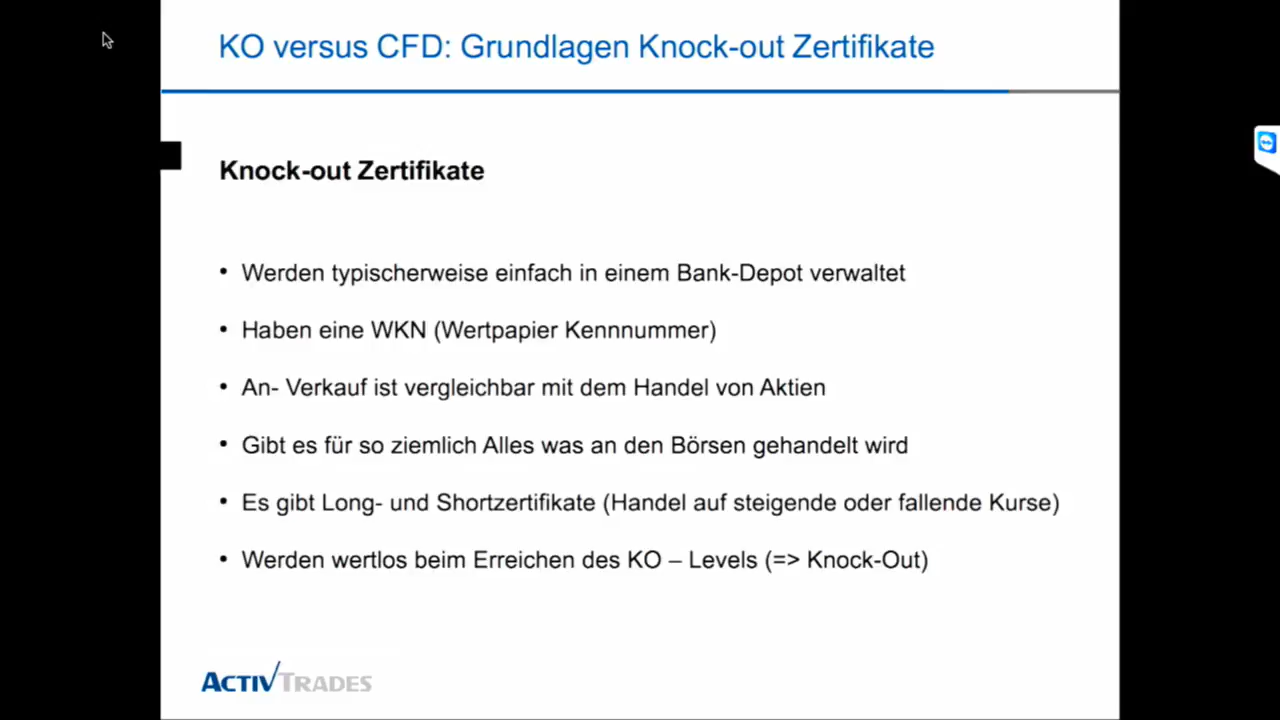 KO versus CFD: Grundlagen Knock-out Zertifikate
Knock-out Zertifikate
• Werden typischerweise einfach in einem Bank-Depot verwaltet
• Haben eine WKN (Wertpapier Kennnummer)
• An- Verkauf ist vergleichbar mit dem Handel von Aktien
• Gibt es für so ziemlich Alles was an den Börsen gehandelt wird
• Es gibt Long- und Shortzertifikate (Handel auf steigende oder fallende Kurse)
• Werden wertlos beim Erreichen des KO – Levels (=> Knock-Out)
ACTIVTRADES